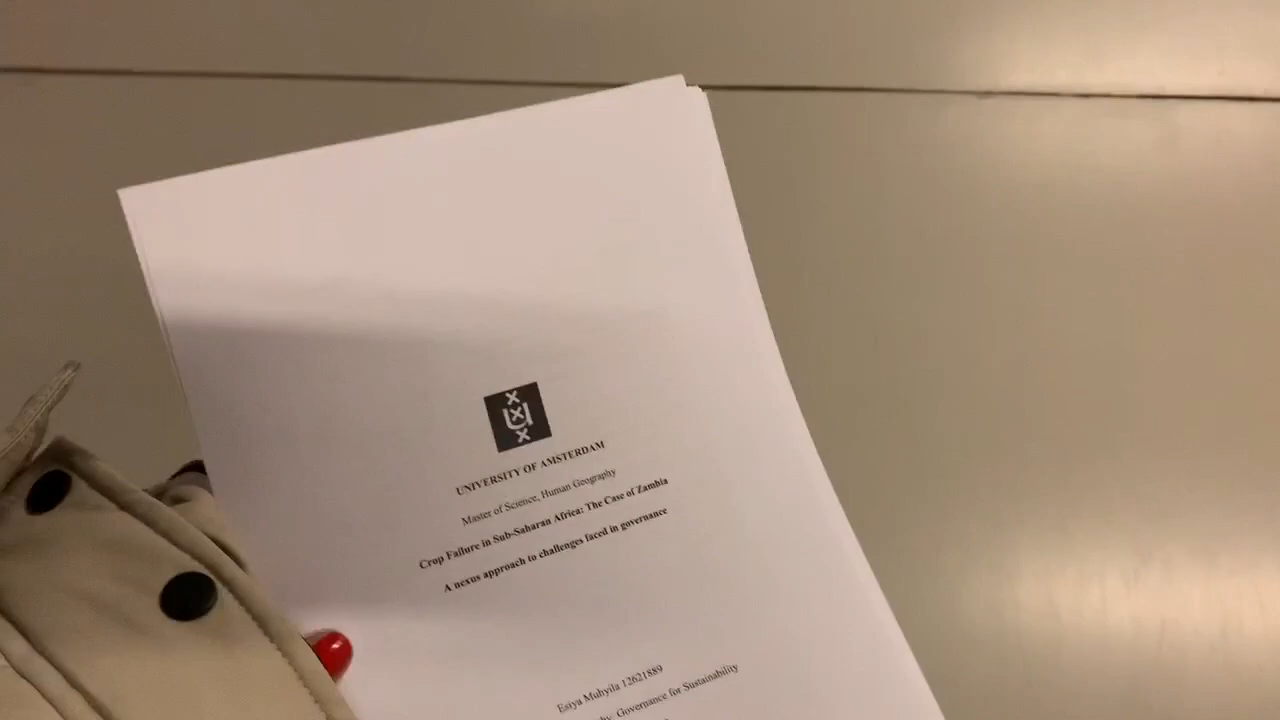 UNIVERSITY OF AMSTERDAM
Master of Science, Human Geography
Crop Failure in Sub-Saharan Africa: The Case of Zambia
A nexus approach to challenges faced in governance
Esiya Muhyila 12621889
Governance for Sustainability